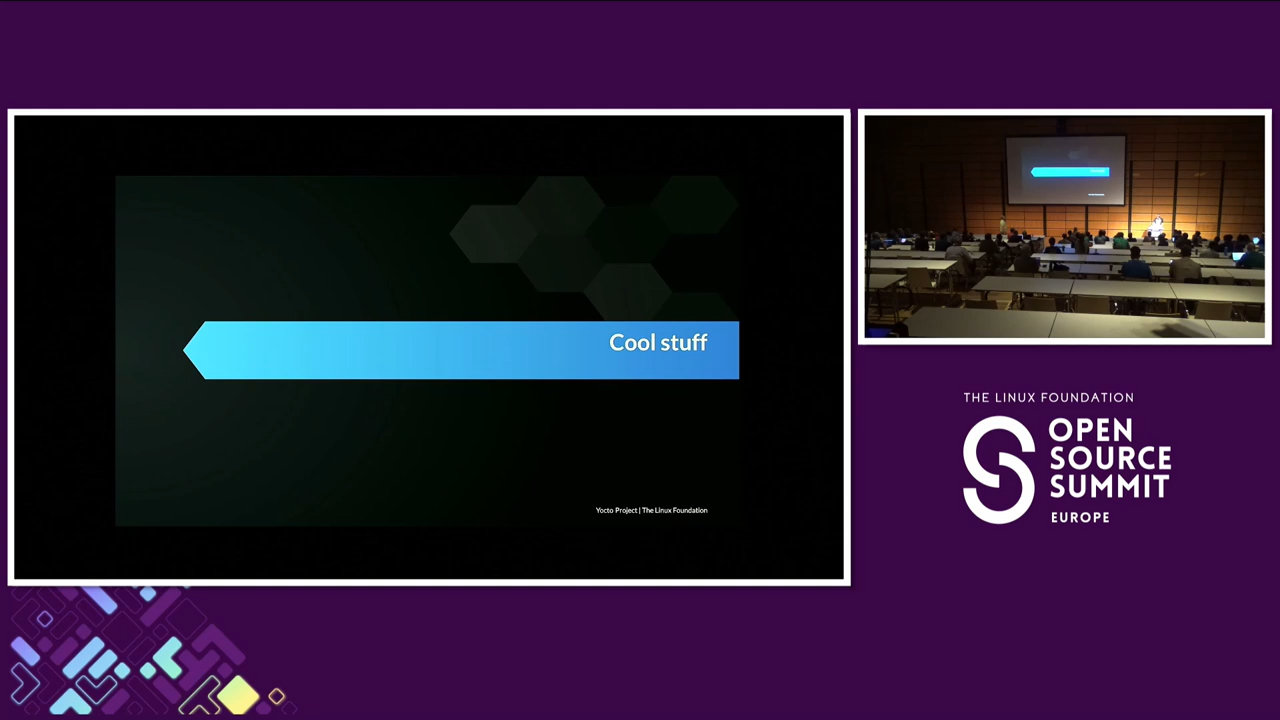 Cool stuff
Yocto Project | The Linux Foundation
THE LINUX FOUNDATION
OPEN
SOURCE
SUMMIT
EUROPE